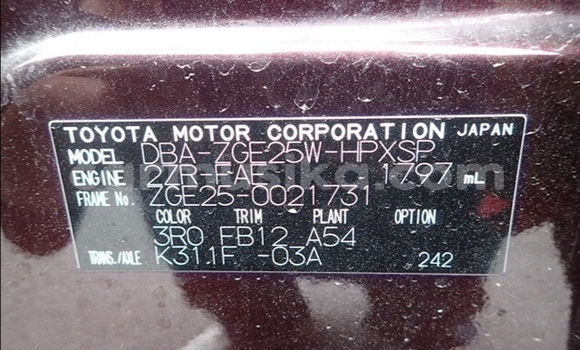 TOYOTA MOTOR CORPORATION JAPAN
MODEL DBA-ZGE25W-HPXSP
ENGINE 2ZR-FAE 1797 mL
FRAME No. ZGE25-0021731
COLOR TRIM PLANT OPTION
3R0 FB12 A54
TRANS./AXLE K311F -03A 242